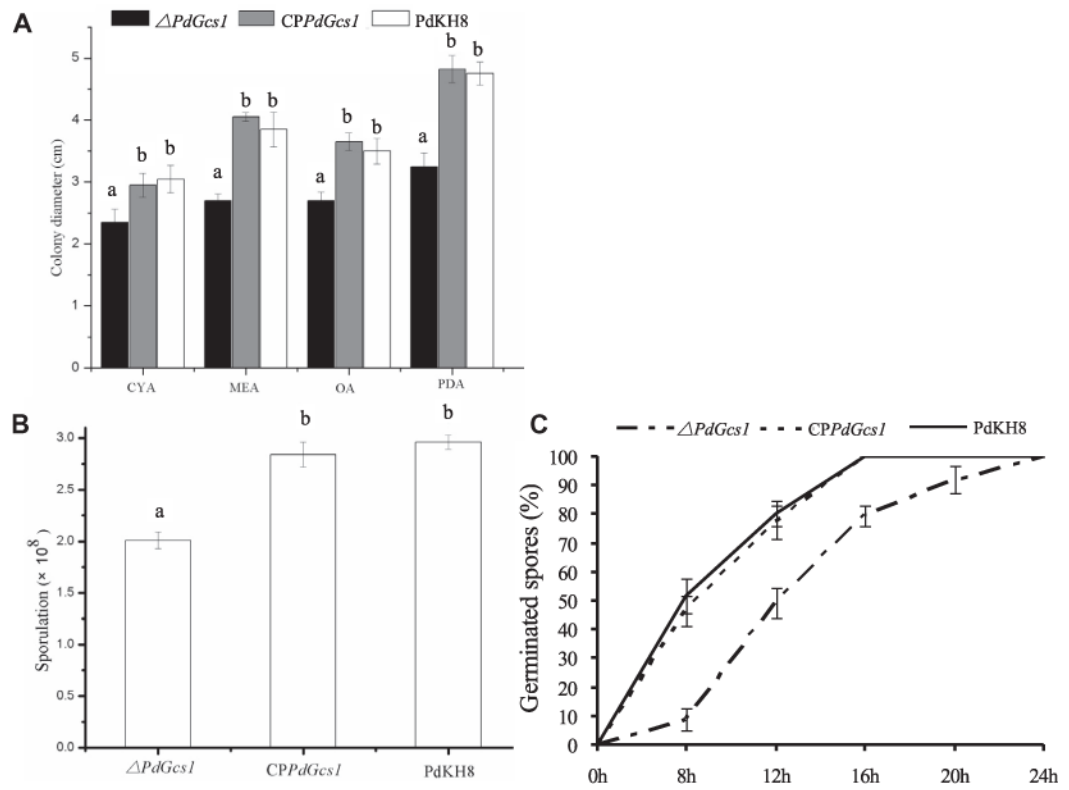 A
△PdGcs1 CPPdGcs1 PdKH8
Colony diameter (cm)
5
4
3
2
1
0
a b b
a b b
a b b
a b b
CYA MEA OA PDA
B
Sporulation (× 10⁸)
3.0
2.5
2.0
1.5
1.0
0.5
0.0
a b b
△PdGcs1 CPPdGcs1 PdKH8
C
△PdGcs1 CPPdGcs1 PdKH8
Germinated spores (%)
100
90
80
70
60
50
40
30
20
10
0
0h 8h 12h 16h 20h 24h